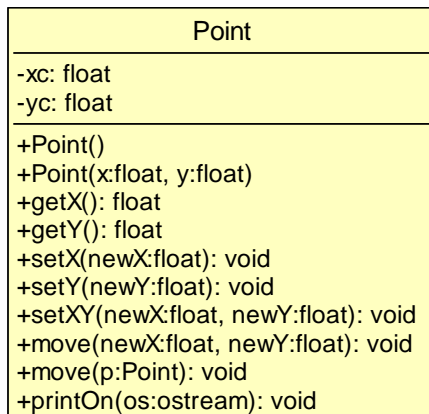 Point
-xc: float
-yc: float
+Point()
+Point(x:float, y:float)
+getX(): float
+getY(): float
+setX(newX:float): void
+setY(newY:float): void
+setXY(newX:float, newY:float): void
+move(newX:float, newY:float): void
+move(p:Point): void
+printOn(os:ostream): void